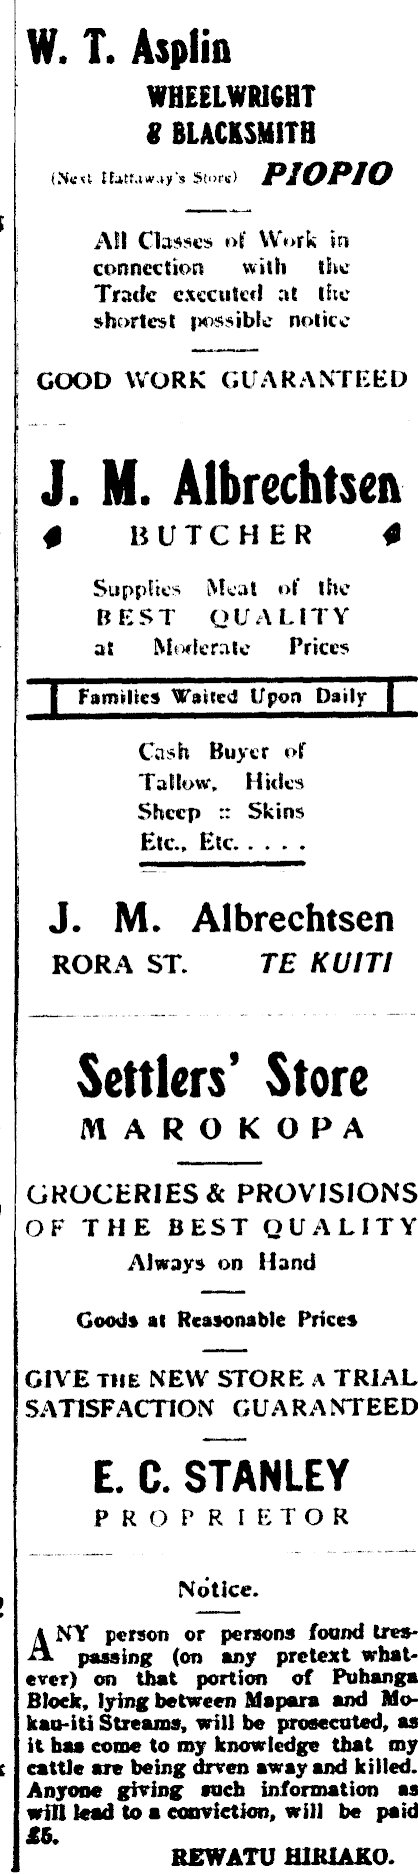 W. T. Asplin
WHEELWRIGHT
& BLACKSMITH
(Next Hattaway's Store) PIOPIO
All Classes of Work in
connection with the
Trade executed at the
shortest possible notice
GOOD WORK GUARANTEED
J. M. Albrechtsen
BUTCHER
Supplies Meat of the
BEST QUALITY
at Moderate Prices
Families Waited Upon Daily
Cash Buyer of
Tallow, Hides
Sheep :: Skins
Etc., Etc. . . . .
J. M. Albrechtsen
RORA ST. TE KUITI
Settlers' Store
MAROKOPA
GROCERIES & PROVISIONS
OF THE BEST QUALITY
Always on Hand
Goods at Reasonable Prices
GIVE THE NEW STORE A TRIAL
SATISFACTION GUARANTEED
E. C. STANLEY
PROPRIETOR
Notice.
ANY person or persons found tres-
passing (on any pretext what-
ever) on that portion of Puhanga
Block, lying between Mapara and Mo-
kau-iti Streams, will be prosecuted, as
it has come to my knowledge that my
cattle are being drven away and killed.
Anyone giving such information as
will lead to a conviction, will be paid
£5.
REWATU HIRIAKO.